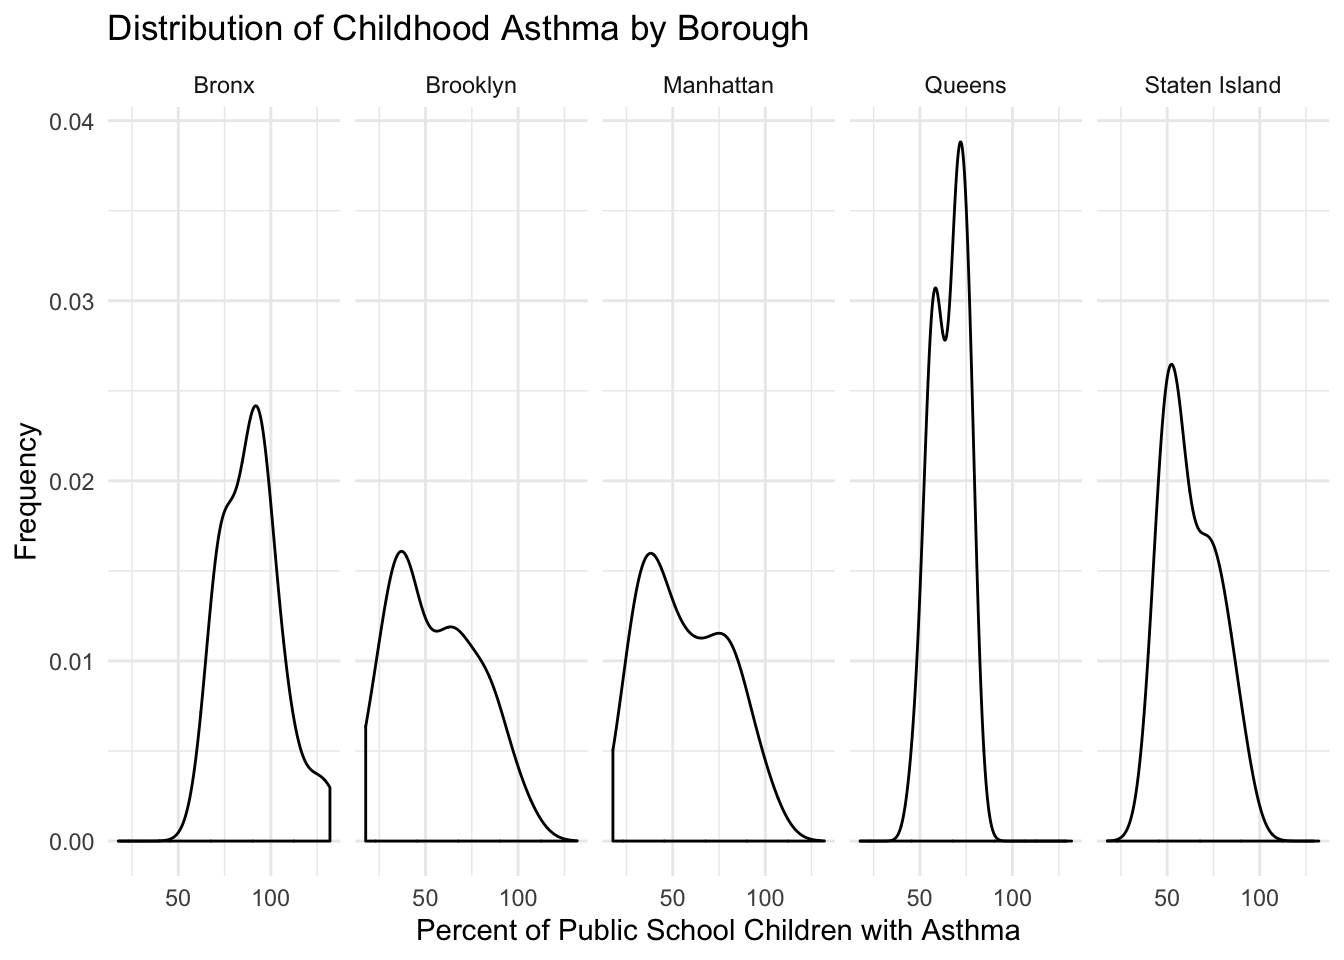 Distribution of Childhood Asthma by Borough
Bronx Brooklyn Manhattan Queens Staten Island
0.04
0.03
0.02
0.01
0.00
Frequency
50 100 50 100 50 100 50 100 50 100
Percent of Public School Children with Asthma